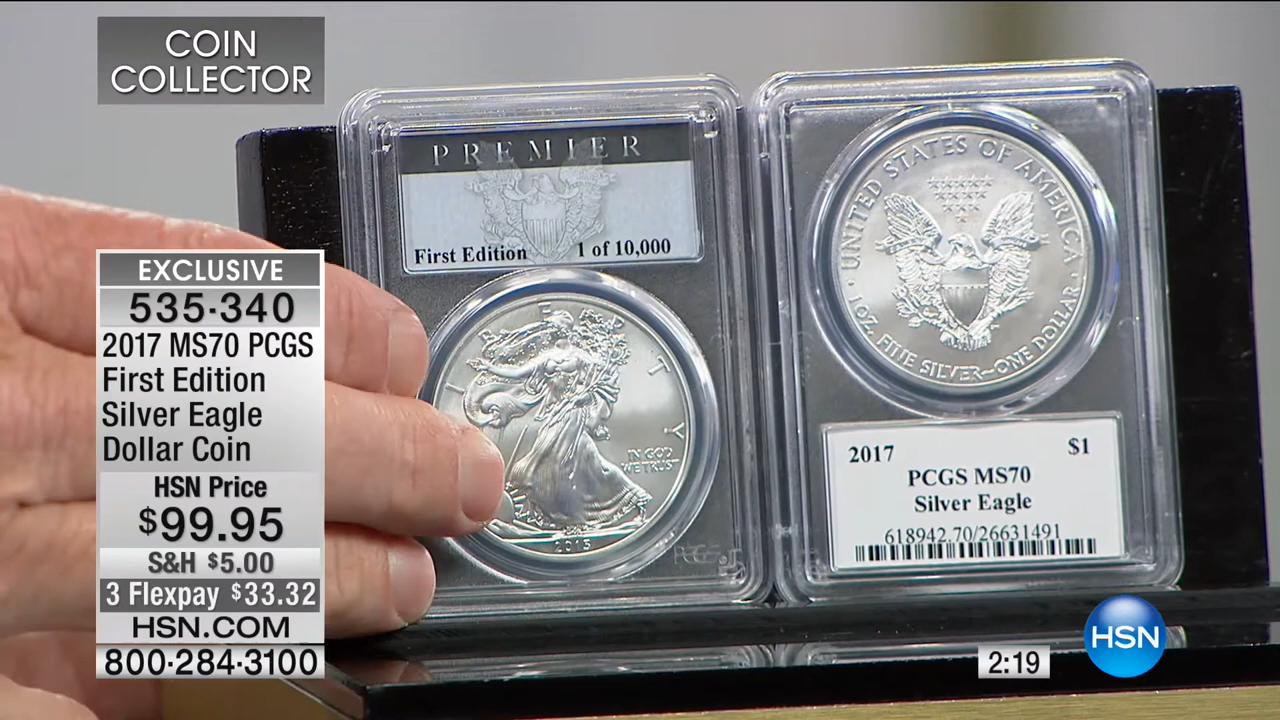 COIN
COLLECTOR
EXCLUSIVE
535-340
2017 MS70 PCGS
First Edition
Silver Eagle
Dollar Coin
HSN Price
$99.95
S&H $5.00
3 Flexpay $33.32
HSN.COM
800-284-3100
PREMIER
First Edition 1 of 10,000
LIBERTY
IN GOD
WE TRUST
2015
PCGS
UNITED STATES OF AMERICA
1 OZ. FINE SILVER~ONE DOLLAR
2017 $1
PCGS MS70
Silver Eagle
618942.70/26631491
HSN
2:19